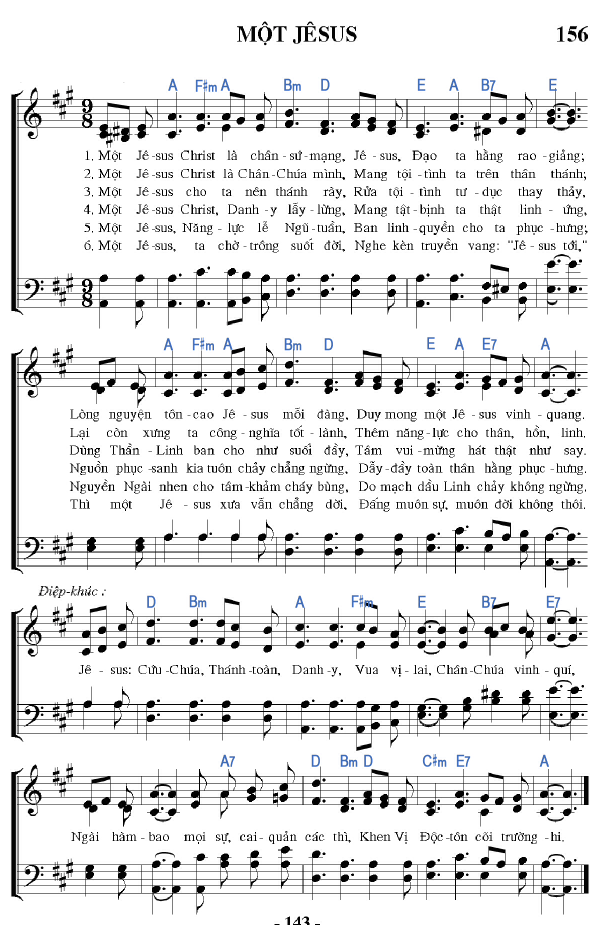 MỘT JÊSUS 156
A F#m A Bm D E A B7 E
1. Một Jê-sus Christ là chân-sứ-mạng, Jê-sus, Đạo ta hằng rao-giảng;
2. Một Jê-sus Christ là Chân-Chúa mình, Mang tội-tình ta trên thân thánh;
3. Một Jê-sus cho ta nên thánh rày, Rửa tội-tình tư-dục thay thảy,
4. Một Jê-sus Christ, Danh-y lẫy-lừng, Mang tật-bịnh ta thật linh-ứng,
5. Một Jê-sus, Năng-lực lễ Ngũ-tuần, Ban linh-quyền cho ta phục-hưng;
6. Một Jê-sus, ta chờ-trông suốt đời, Nghe kèn truyền vang: "Jê-sus tới,"
A F#m A Bm D E A E7 A
Lòng nguyện tôn-cao Jê-sus mỗi đàng, Duy mong một Jê-sus vinh-quang.
Lại còn xưng ta công-nghĩa tốt-lành, Thêm năng-lực cho thân, hồn, linh.
Dùng Thần-Linh ban cho như suối đầy, Tâm vui-mừng hát thật như say.
Nguồn phục-sanh kia tuôn chảy chẳng ngừng, Dẫy-đầy toàn thân hằng phục-hưng.
Nguyền Ngài nhen cho tâm-khảm cháy bùng, Do mạch dầu Linh chảy không ngừng,
Thì một Jê-sus xưa vẫn chẳng dời, Đấng muôn sự, muôn đời không thôi.
Điệp-khúc :
D Bm A F#m E B7 E7
Jê-sus: Cứu-Chúa, Thánh-toàn, Danh-y, Vua vị-lai, Chân-Chúa vinh-quí,
A7 D Bm D C#m E7 A
Ngài hàm-bao mọi sự, cai-quản các thì, Khen Vị Độc-tôn cõi trường-hi.
- 143 -